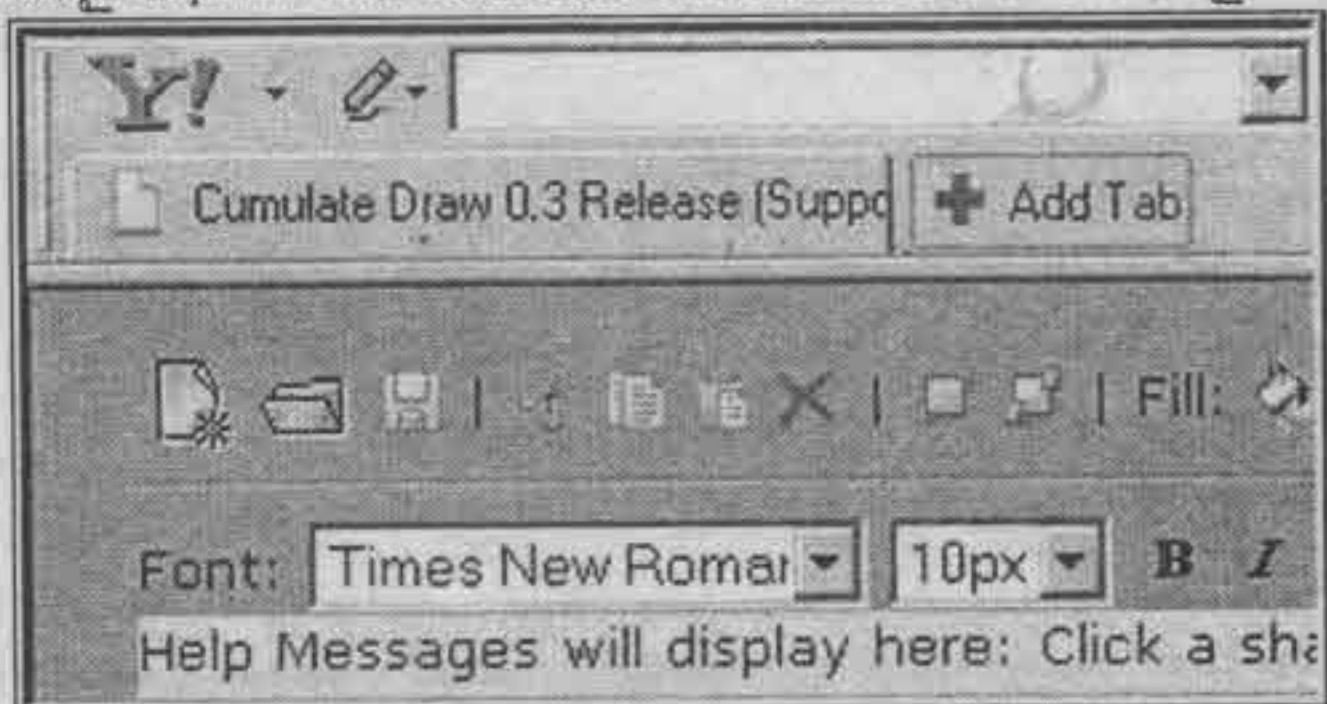 Y!
Cumulate Draw 0.3 Release (Suppo Add Tab
Fill:
Font: Times New Roman 10px B I
Help Messages will display here: Click a sha